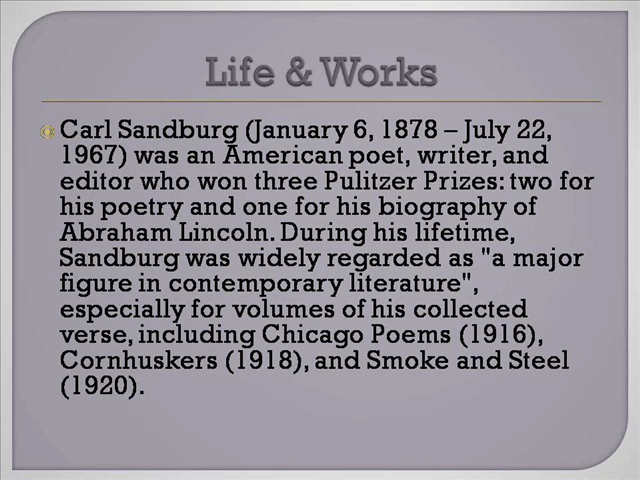 Life & Works
Carl Sandburg (January 6, 1878 – July 22,
1967) was an American poet, writer, and
editor who won three Pulitzer Prizes: two for
his poetry and one for his biography of
Abraham Lincoln. During his lifetime,
Sandburg was widely regarded as "a major
figure in contemporary literature",
especially for volumes of his collected
verse, including Chicago Poems (1916),
Cornhuskers (1918), and Smoke and Steel
(1920).